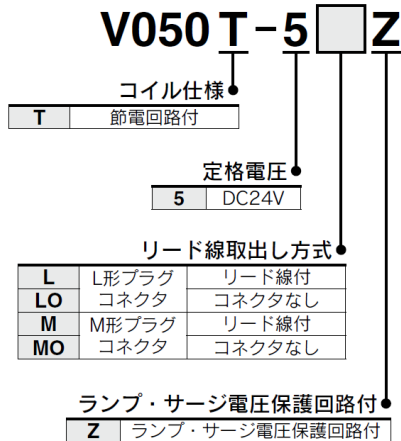 V050 T-5 □ Z
コイル仕様
T 節電回路付
定格電圧
5 DC24V
リード線取出し方式
L L形プラグコネクタ リード線付
LO コネクタなし
M M形プラグコネクタ リード線付
MO コネクタなし
ランプ・サージ電圧保護回路付
Z ランプ・サージ電圧保護回路付